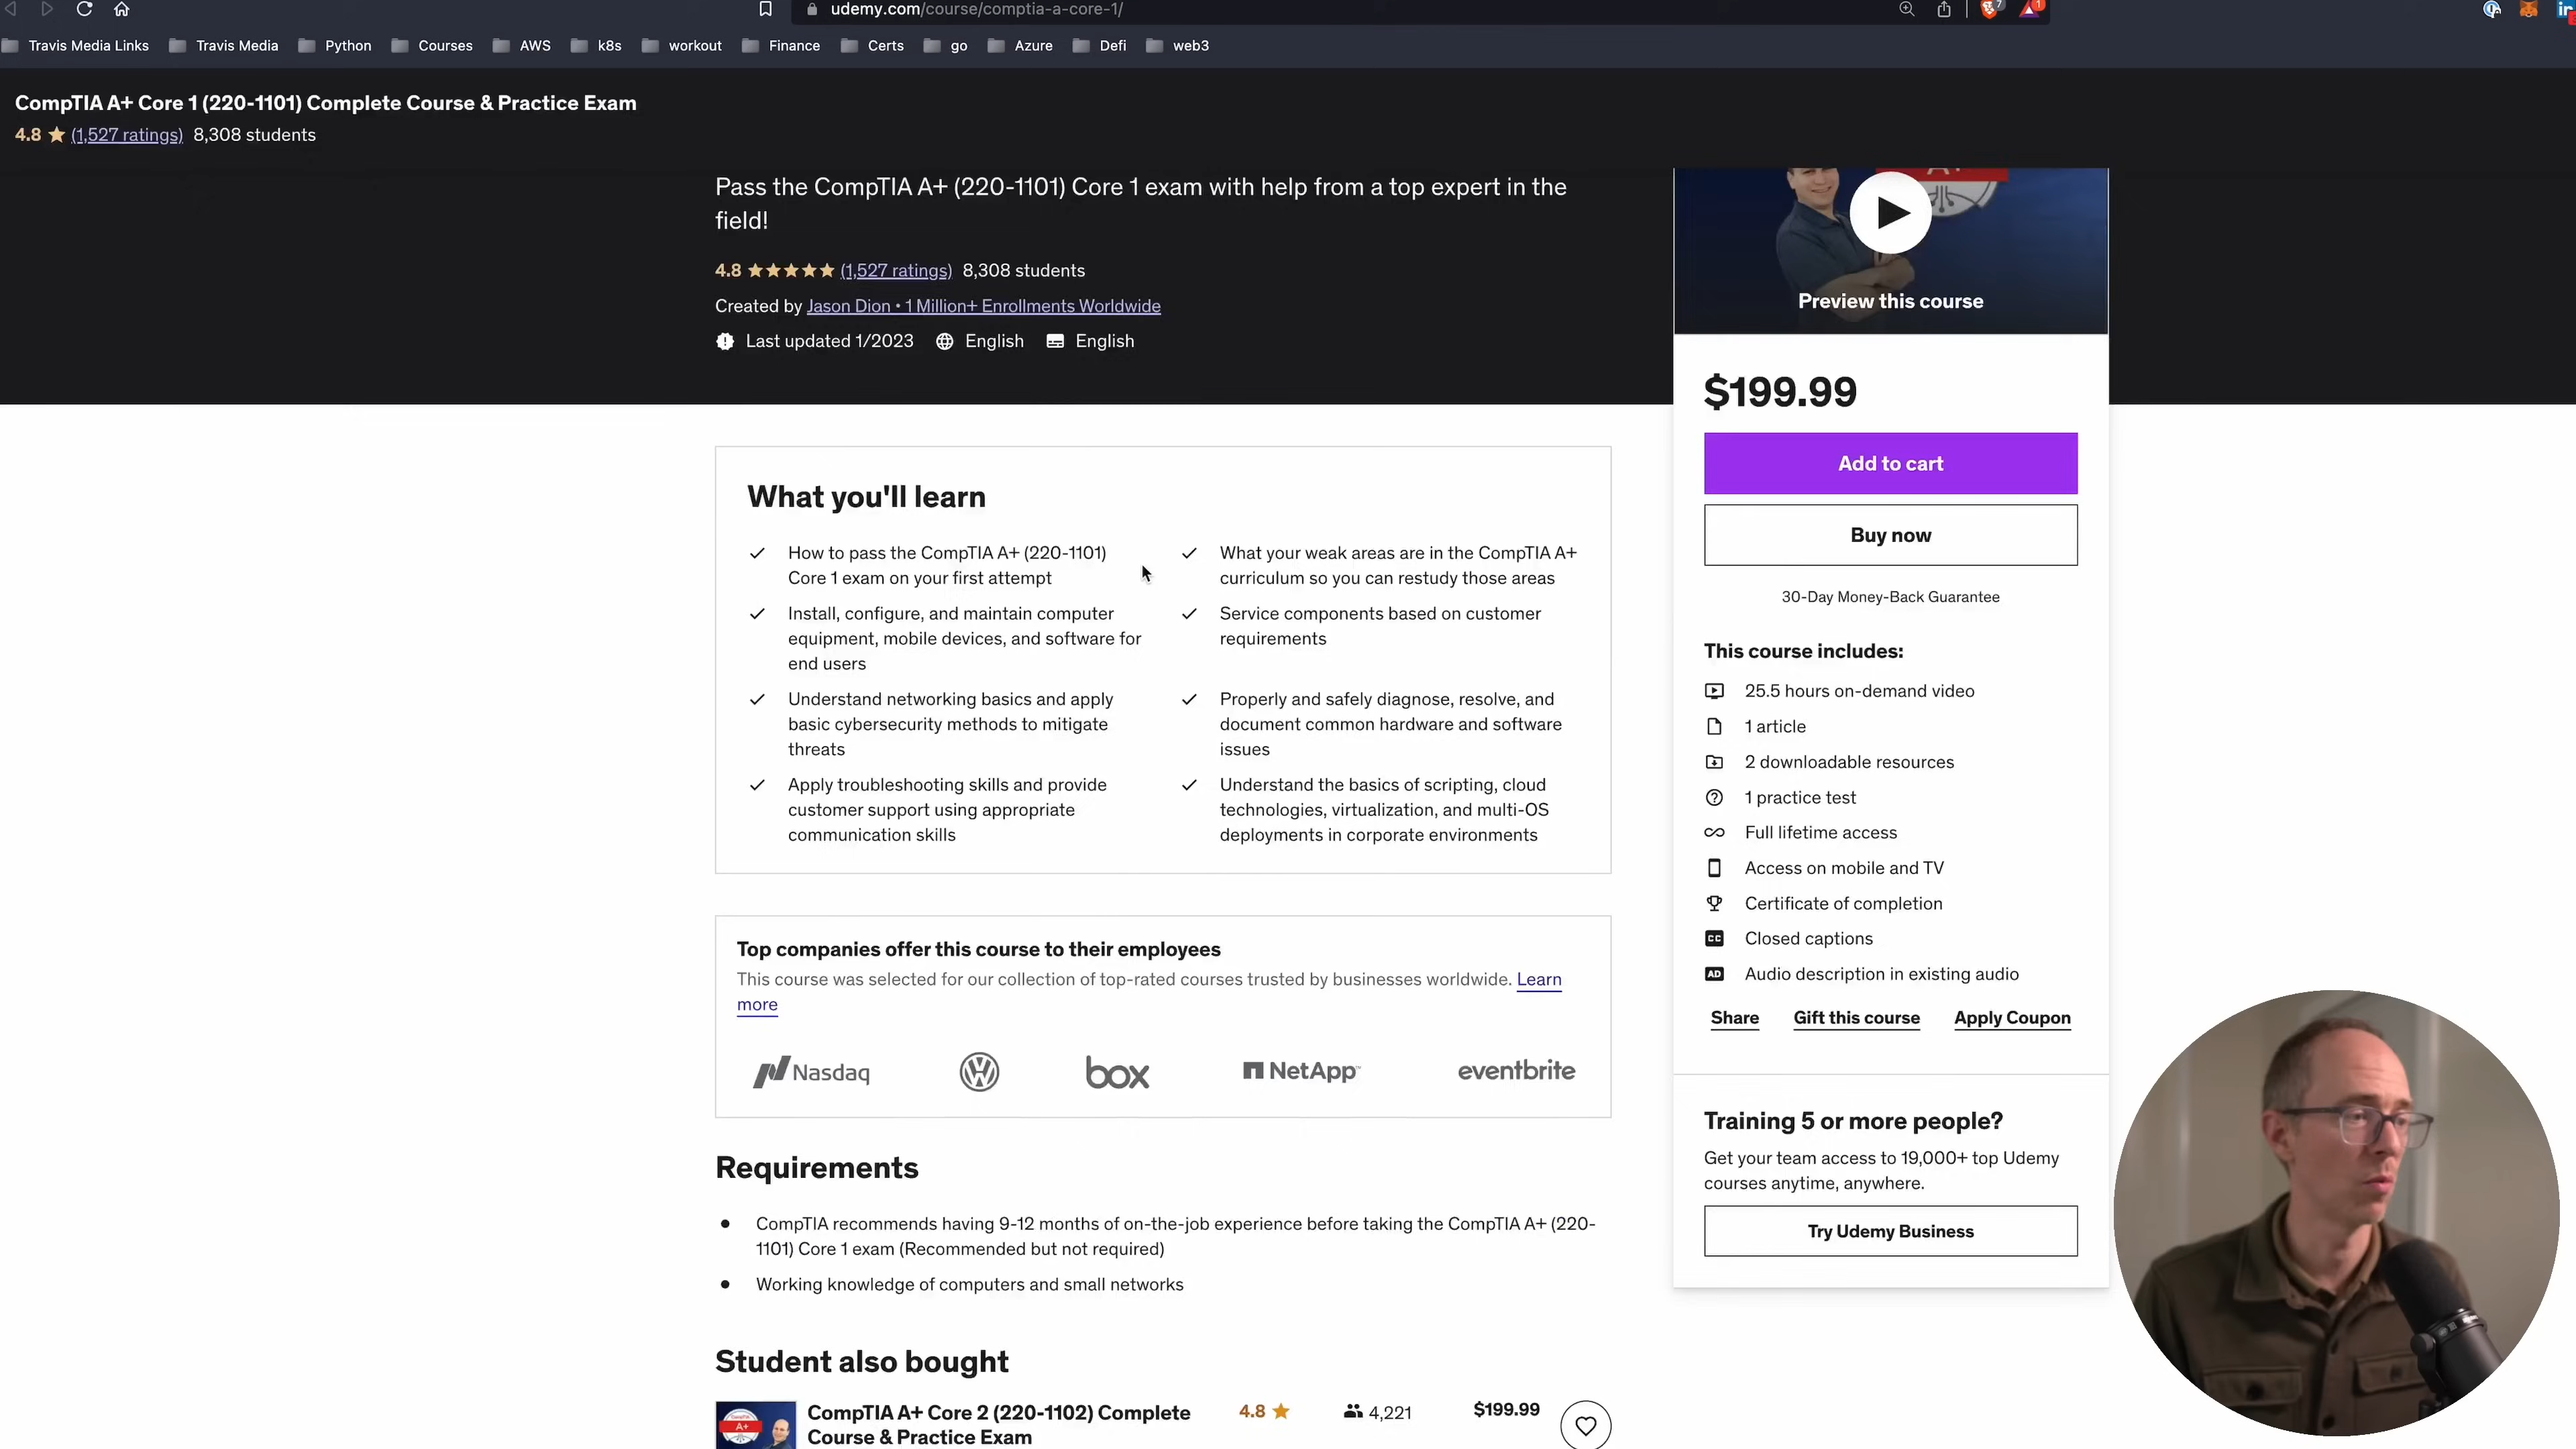 udemy.com/course/comptia-a-core-1/
7
1
Travis Media Links
Travis Media
Python
Courses
AWS
k8s
workout
Finance
Certs
go
Azure
Defi
web3
CompTIA A+ Core 1 (220-1101) Complete Course & Practice Exam
4.8 (1,527 ratings) 8,308 students
Pass the CompTIA A+ (220-1101) Core 1 exam with help from a top expert in the
field!
4.8 (1,527 ratings) 8,308 students
Created by Jason Dion • 1 Million+ Enrollments Worldwide
Last updated 1/2023 English English
Preview this course
$199.99
Add to cart
Buy now
30-Day Money-Back Guarantee
This course includes:
25.5 hours on-demand video
1 article
2 downloadable resources
1 practice test
Full lifetime access
Access on mobile and TV
Certificate of completion
CC Closed captions
AD Audio description in existing audio
Share Gift this course Apply Coupon
Training 5 or more people?
Get your team access to 19,000+ top Udemy
courses anytime, anywhere.
Try Udemy Business
What you'll learn
How to pass the CompTIA A+ (220-1101)
Core 1 exam on your first attempt
What your weak areas are in the CompTIA A+
curriculum so you can restudy those areas
Install, configure, and maintain computer
equipment, mobile devices, and software for
end users
Service components based on customer
requirements
Understand networking basics and apply
basic cybersecurity methods to mitigate
threats
Properly and safely diagnose, resolve, and
document common hardware and software
issues
Apply troubleshooting skills and provide
customer support using appropriate
communication skills
Understand the basics of scripting, cloud
technologies, virtualization, and multi-OS
deployments in corporate environments
Top companies offer this course to their employees
This course was selected for our collection of top-rated courses trusted by businesses worldwide. Learn
more
Nasdaq
box
NetApp
eventbrite
Requirements
CompTIA recommends having 9-12 months of on-the-job experience before taking the CompTIA A+ (220-
1101) Core 1 exam (Recommended but not required)
Working knowledge of computers and small networks
Student also bought
A+
CompTIA A+ Core 2 (220-1102) Complete
Course & Practice Exam
4.8
4,221
$199.99